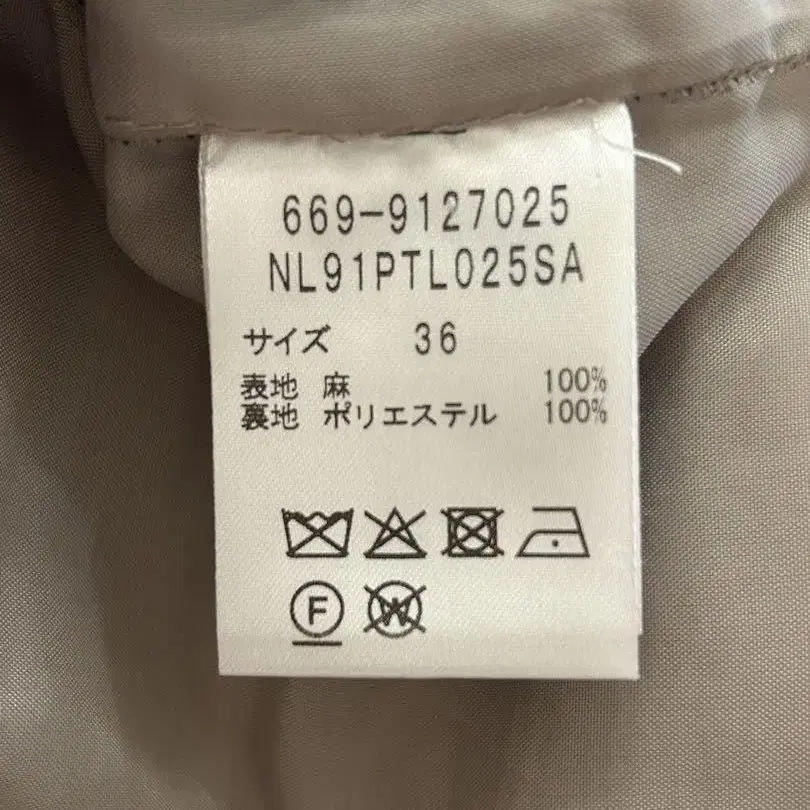 669-9127025
NL91PTL025SA
サイズ 36
表地 麻 100%
裏地 ポリエステル 100%
F W